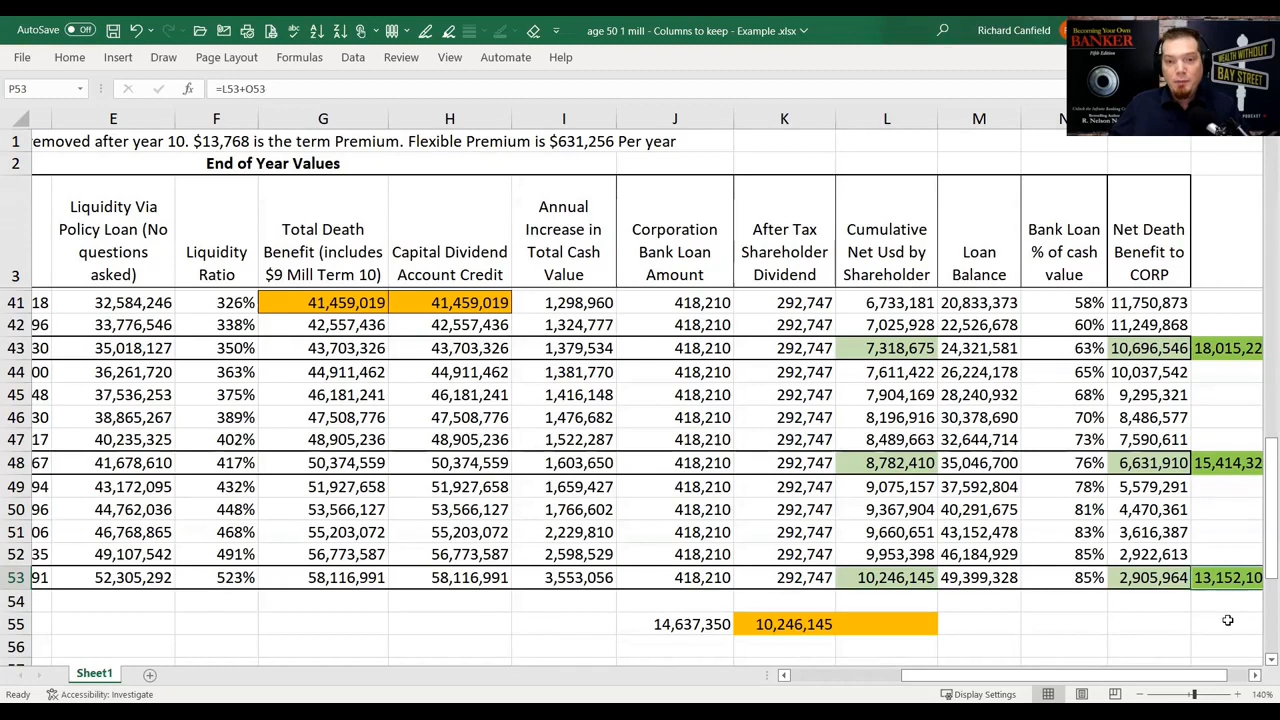 AutoSave Off age 50 1 mill - Columns to keep - Example.xlsx Richard Canfield
File Home Insert Draw Page Layout Formulas Data Review View Automate Help
P53 fx =L53+O53
BECOMING YOUR OWN
BANKER
Fifth Edition
Unlock the Infinite Banking Concept
R. Nelson N
WEALTH WITHOUT
BAY STREET
PODCAST
E F G H I J K L M N O
1 emoved after year 10. $13,768 is the term Premium. Flexible Premium is $631,256 Per year
2 End of Year Values
3 Liquidity Via Policy Loan (No questions asked) Liquidity Ratio Total Death Benefit (includes $9 Mill Term 10) Capital Dividend Account Credit Annual Increase in Total Cash Value Corporation Bank Loan Amount After Tax Shareholder Dividend Cumulative Net Usd by Shareholder Loan Balance Bank Loan % of cash value Net Death Benefit to CORP
41 18 32,584,246 326% 41,459,019 41,459,019 1,298,960 418,210 292,747 6,733,181 20,833,373 58% 11,750,873
42 96 33,776,546 338% 42,557,436 42,557,436 1,324,777 418,210 292,747 7,025,928 22,526,678 60% 11,249,868
43 30 35,018,127 350% 43,703,326 43,703,326 1,379,534 418,210 292,747 7,318,675 24,321,581 63% 10,696,546 18,015,22
44 00 36,261,720 363% 44,911,462 44,911,462 1,381,770 418,210 292,747 7,611,422 26,224,178 65% 10,037,542
45 45 37,536,253 375% 46,181,241 46,181,241 1,416,148 418,210 292,747 7,904,169 28,240,932 68% 9,295,321
46 30 38,865,267 389% 47,508,776 47,508,776 1,476,682 418,210 292,747 8,196,916 30,378,690 70% 8,486,577
47 17 40,235,325 402% 48,905,236 48,905,236 1,522,287 418,210 292,747 8,489,663 32,644,714 73% 7,590,611
48 67 41,678,610 417% 50,374,559 50,374,559 1,603,650 418,210 292,747 8,782,410 35,046,700 76% 6,631,910 15,414,32
49 94 43,172,095 432% 51,927,658 51,927,658 1,659,427 418,210 292,747 9,075,157 37,592,804 78% 5,579,291
50 96 44,762,036 448% 53,566,127 53,566,127 1,766,602 418,210 292,747 9,367,904 40,291,675 81% 4,470,361
51 06 46,768,865 468% 55,203,072 55,203,072 2,229,810 418,210 292,747 9,660,651 43,152,478 83% 3,616,387
52 35 49,107,542 491% 56,773,587 56,773,587 2,598,529 418,210 292,747 9,953,398 46,184,929 85% 2,922,613
53 91 52,305,292 523% 58,116,991 58,116,991 3,553,056 418,210 292,747 10,246,145 49,399,328 85% 2,905,964 13,152,10
54
55 14,637,350 10,246,145
56
Sheet1
Ready Accessibility: Investigate Display Settings 140%